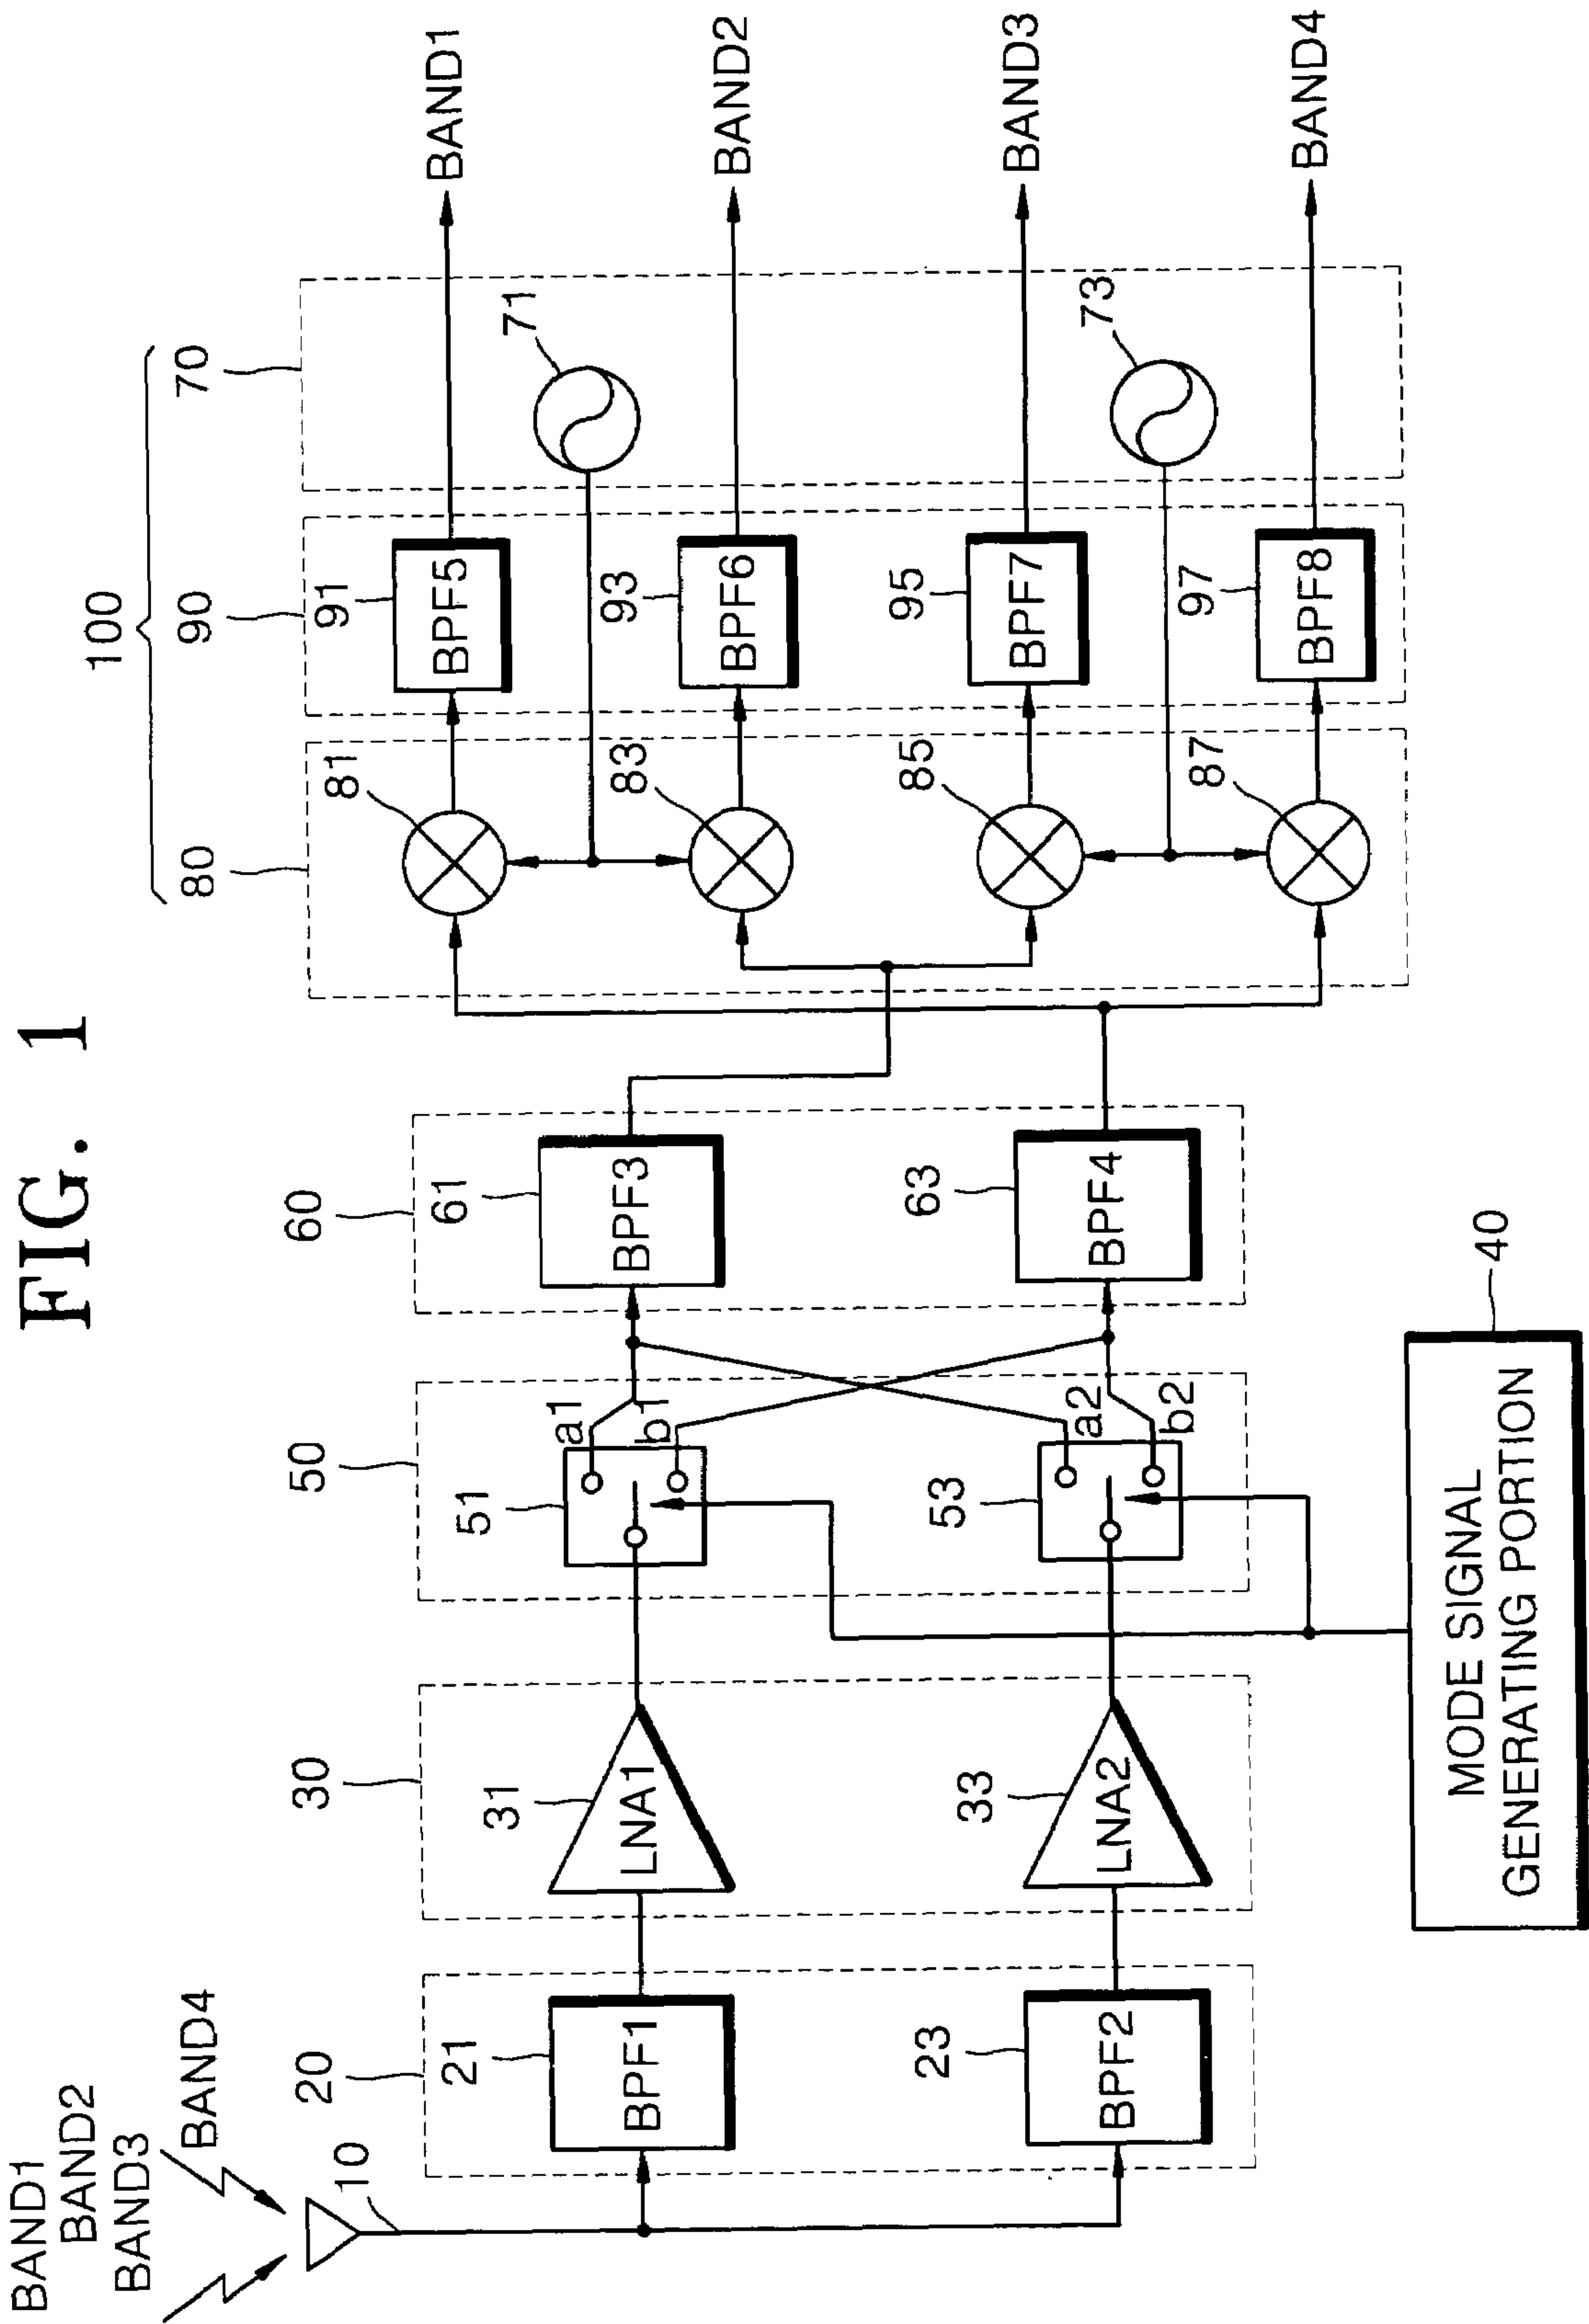 FIG. 1
BAND1
BAND2
BAND3
BAND4
10
20
21
BPF1
23
BPF2
30
31
LNA1
33
LNA2
40
MODE SIGNAL
GENERATING PORTION
50
51
a1
b1
53
a2
b2
60
61
BPF3
63
BPF4
100
80
90
70
81
83
85
87
91
BPF5
93
BPF6
95
BPF7
97
BPF8
71
73
BAND1
BAND2
BAND3
BAND4